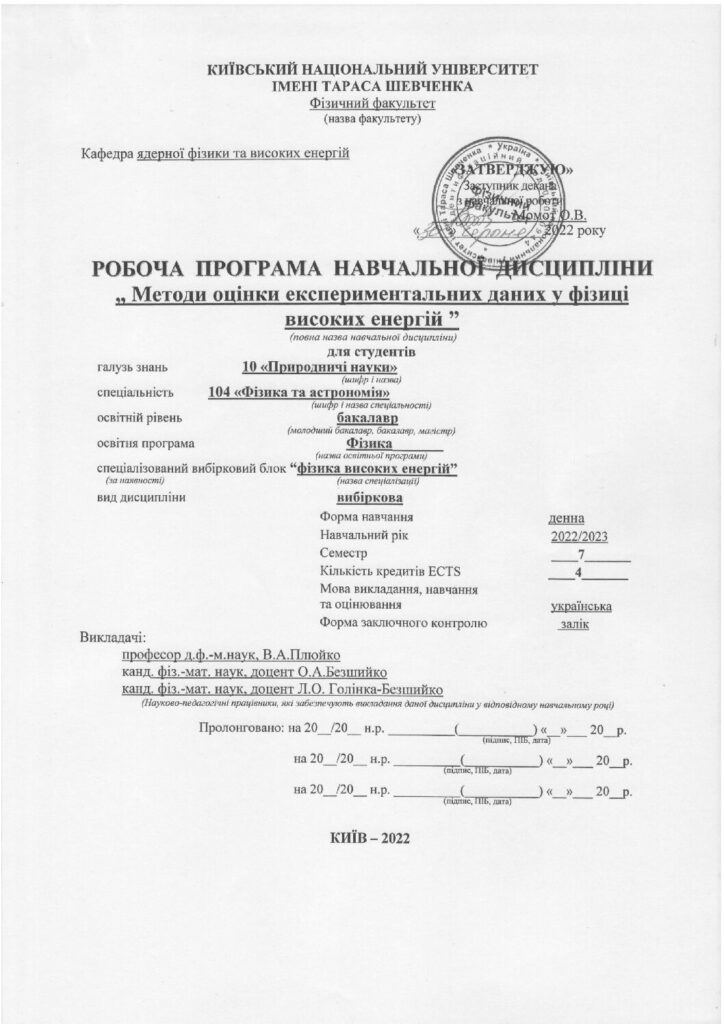 КИЇВСЬКИЙ НАЦІОНАЛЬНИЙ УНІВЕРСИТЕТ
ІМЕНІ ТАРАСА ШЕВЧЕНКА
Фізичний факультет
(назва факультету)
Кафедра ядерної фізики та високих енергій
«ЗАТВЕРДЖУЮ»
Заступник декана
з навчальної роботи
Момот О.В.
« 2022 року
РОБОЧА ПРОГРАМА НАВЧАЛЬНОЇ ДИСЦИПЛІНИ
„ Методи оцінки експериментальних даних у фізиці
високих енергій ”
(повна назва навчальної дисципліни)
для студентів
галузь знань 10 «Природничі науки»
(шифр і назва)
спеціальність 104 «Фізика та астрономія»
(шифр і назва спеціальності)
освітній рівень бакалавр
(молодший бакалавр, бакалавр, магістр)
освітня програма Фізика
(назва освітньої програми)
спеціалізований вибірковий блок “фізика високих енергій”
(за наявності) (назва спеціалізації)
вид дисципліни вибіркова
Форма навчання денна
Навчальний рік 2022/2023
Семестр 7
Кількість кредитів ECTS 4
Мова викладання, навчання
та оцінювання українська
Форма заключного контролю залік
Викладачі:
професор д.ф.-м.наук, В.А.Плюйко
канд. фіз.-мат. наук, доцент О.А.Безшийко
канд. фіз.-мат. наук, доцент Л.О. Голінка-Безшийко
(Науково-педагогічні працівники, які забезпечують викладання даної дисципліни у відповідному навчальному році)
Пролонговано: на 20__/20__ н.р. __________(___________) «__»___ 20__р.
(підпис, ПІБ, дата)
на 20__/20__ н.р. __________(___________) «__»___ 20__р.
(підпис, ПІБ, дата)
на 20__/20__ н.р. __________(___________) «__»___ 20__р.
(підпис, ПІБ, дата)
КИЇВ – 2022